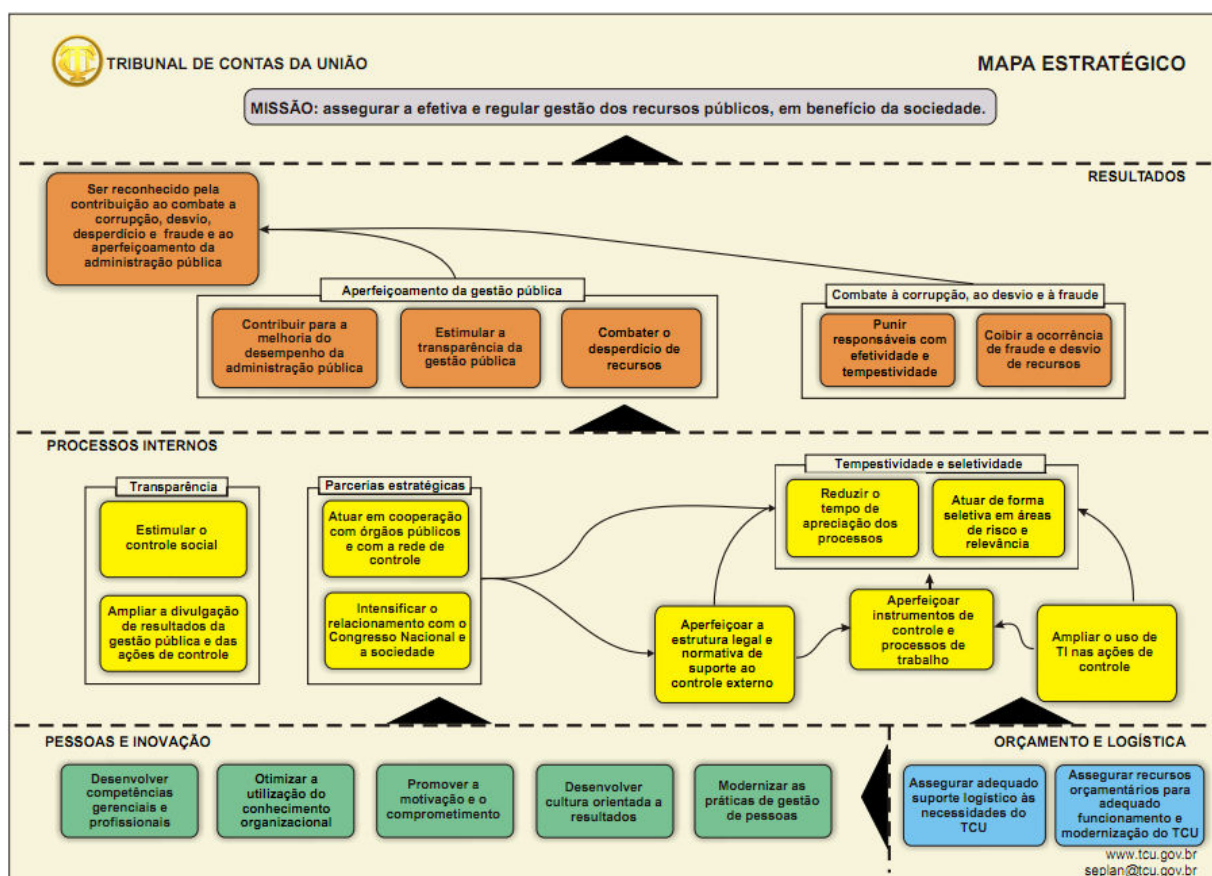 TRIBUNAL DE CONTAS DA UNIÃO
MAPA ESTRATÉGICO
MISSÃO: assegurar a efetiva e regular gestão dos recursos públicos, em benefício da sociedade.
RESULTADOS
Ser reconhecido pela
contribuição ao combate a
corrupção, desvio,
desperdício e fraude e ao
aperfeiçoamento da
administração pública
Aperfeiçoamento da gestão pública
Contribuir para a
melhoria do
desempenho da
administração pública
Estimular a
transparência da
gestão pública
Combater o
desperdício de
recursos
Combate à corrupção, ao desvio e à fraude
Punir
responsáveis com
efetividade e
tempestividade
Coibir a ocorrência
de fraude e desvio
de recursos
PROCESSOS INTERNOS
Transparência
Estimular o
controle social
Ampliar a divulgação
de resultados da
gestão pública e das
ações de controle
Parcerias estratégicas
Atuar em cooperação
com órgãos públicos
e com a rede de
controle
Intensificar o
relacionamento com o
Congresso Nacional e
a sociedade
Tempestividade e seletividade
Reduzir o
tempo de
apreciação dos
processos
Atuar de forma
seletiva em áreas
de risco e
relevância
Aperfeiçoar a
estrutura legal e
normativa de
suporte ao
controle externo
Aperfeiçoar
instrumentos de
controle e
processos de
trabalho
Ampliar o uso de
TI nas ações de
controle
PESSOAS E INOVAÇÃO
Desenvolver
competências
gerenciais e
profissionais
Otimizar a
utilização do
conhecimento
organizacional
Promover a
motivação e o
comprometimento
Desenvolver
cultura orientada a
resultados
Modernizar as
práticas de gestão
de pessoas
ORÇAMENTO E LOGÍSTICA
Assegurar adequado
suporte logístico às
necessidades do
TCU
Assegurar recursos
orçamentários para
adequado
funcionamento e
modernização do TCU
www.tcu.gov.br
seplan@tcu.gov.br